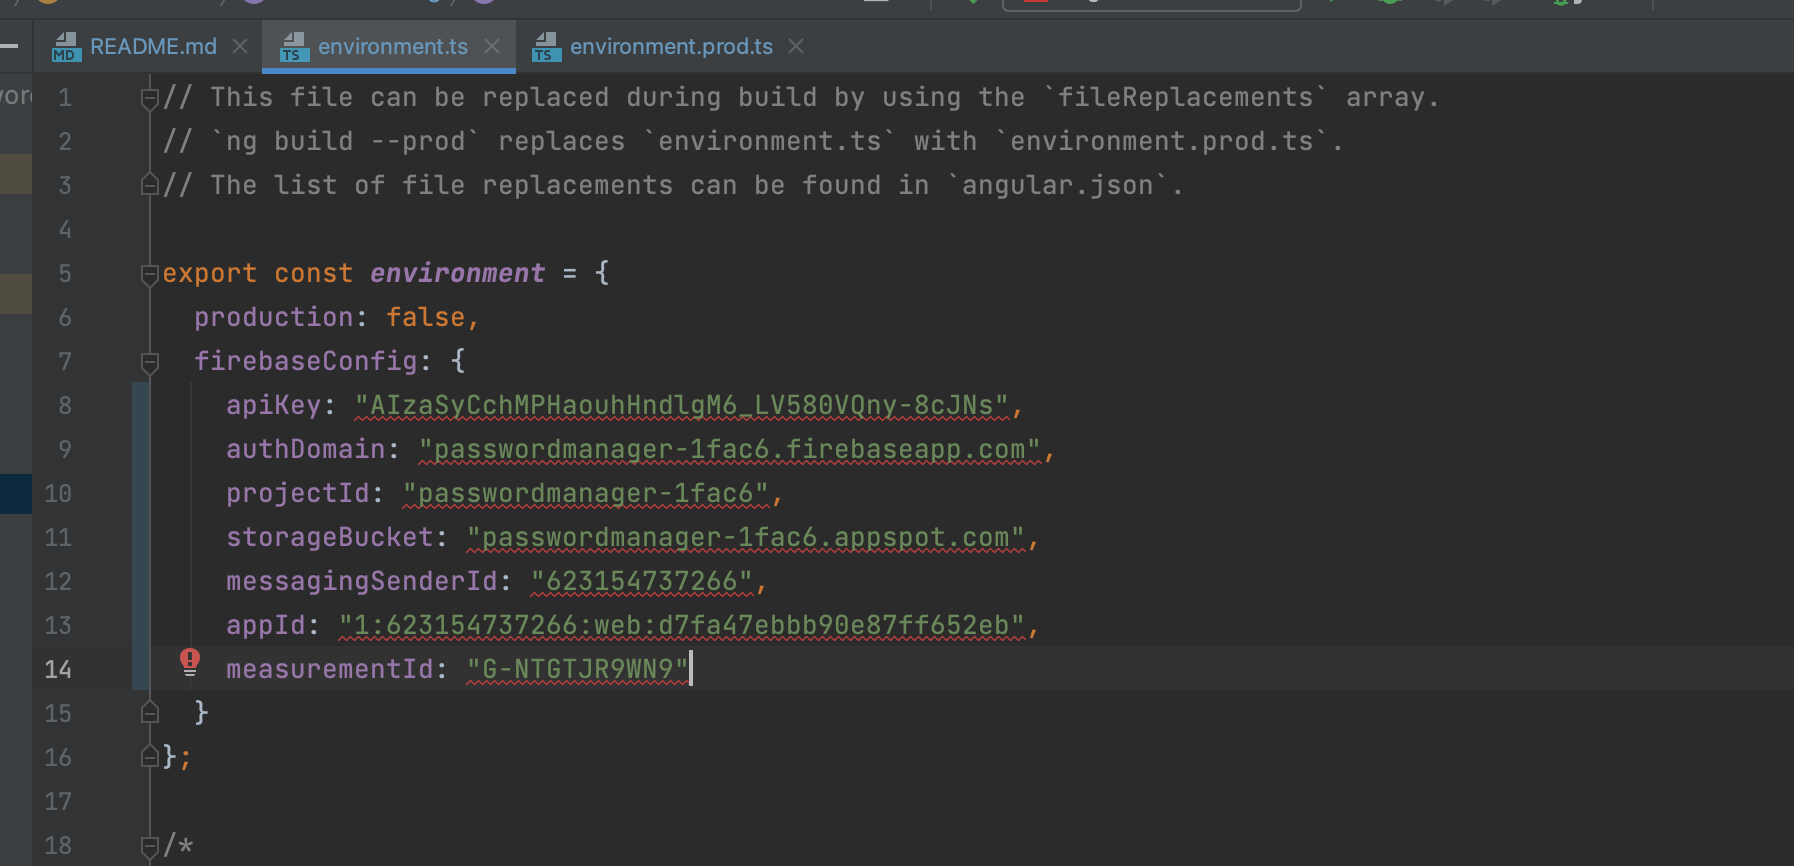 README.md
environment.ts
environment.prod.ts
1 // This file can be replaced during build by using the `fileReplacements` array.
2 // `ng build --prod` replaces `environment.ts` with `environment.prod.ts`.
3 // The list of file replacements can be found in `angular.json`.
4
5 export const environment = {
6 production: false,
7 firebaseConfig: {
8 apiKey: "AIzaSyCchMPHaouhHndlgM6_LV580VQny-8cJNs",
9 authDomain: "passwordmanager-1fac6.firebaseapp.com",
10 projectId: "passwordmanager-1fac6",
11 storageBucket: "passwordmanager-1fac6.appspot.com",
12 messagingSenderId: "623154737266",
13 appId: "1:623154737266:web:d7fa47ebbb90e87ff652eb",
14 measurementId: "G-NTGTJR9WN9"
15 }
16 };
17
18 /*